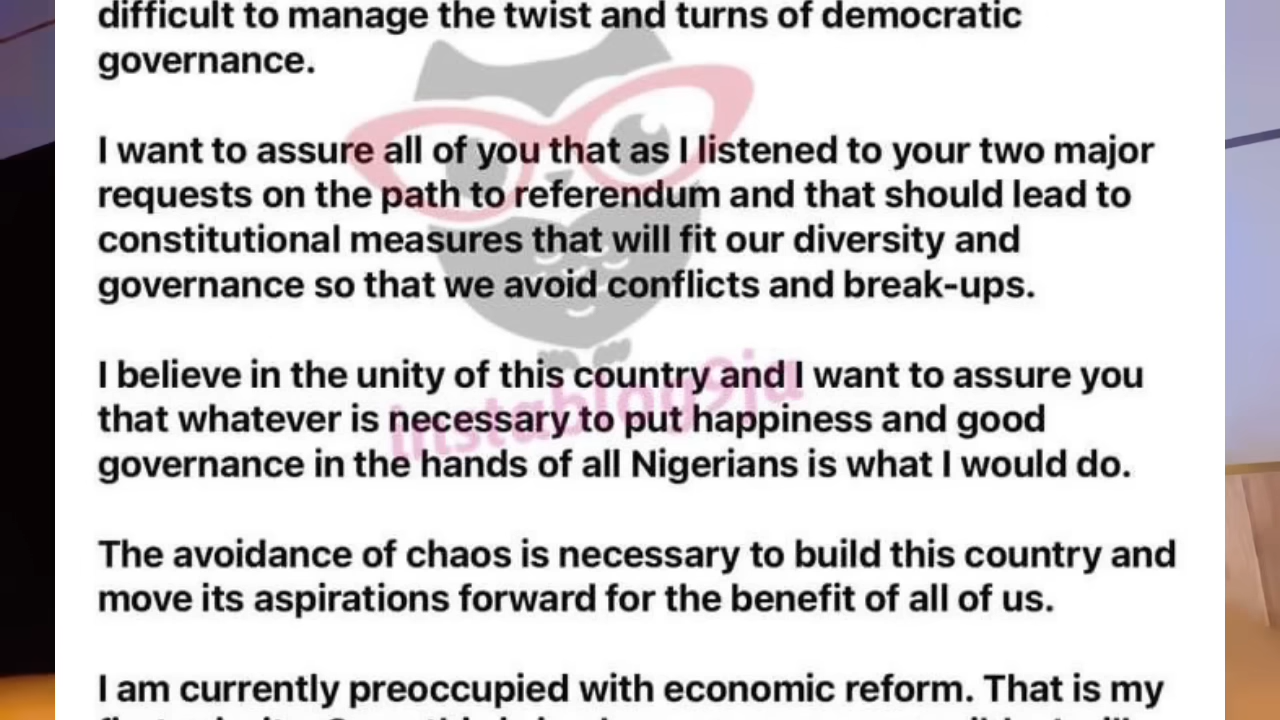 difficult to manage the twist and turns of democratic
governance.
I want to assure all of you that as I listened to your two major
requests on the path to referendum and that should lead to
constitutional measures that will fit our diversity and
governance so that we avoid conflicts and break-ups.
I believe in the unity of this country and I want to assure you
that whatever is necessary to put happiness and good
governance in the hands of all Nigerians is what I would do.
instablog9ja
The avoidance of chaos is necessary to build this country and
move its aspirations forward for the benefit of all of us.
I am currently preoccupied with economic reform. That is my